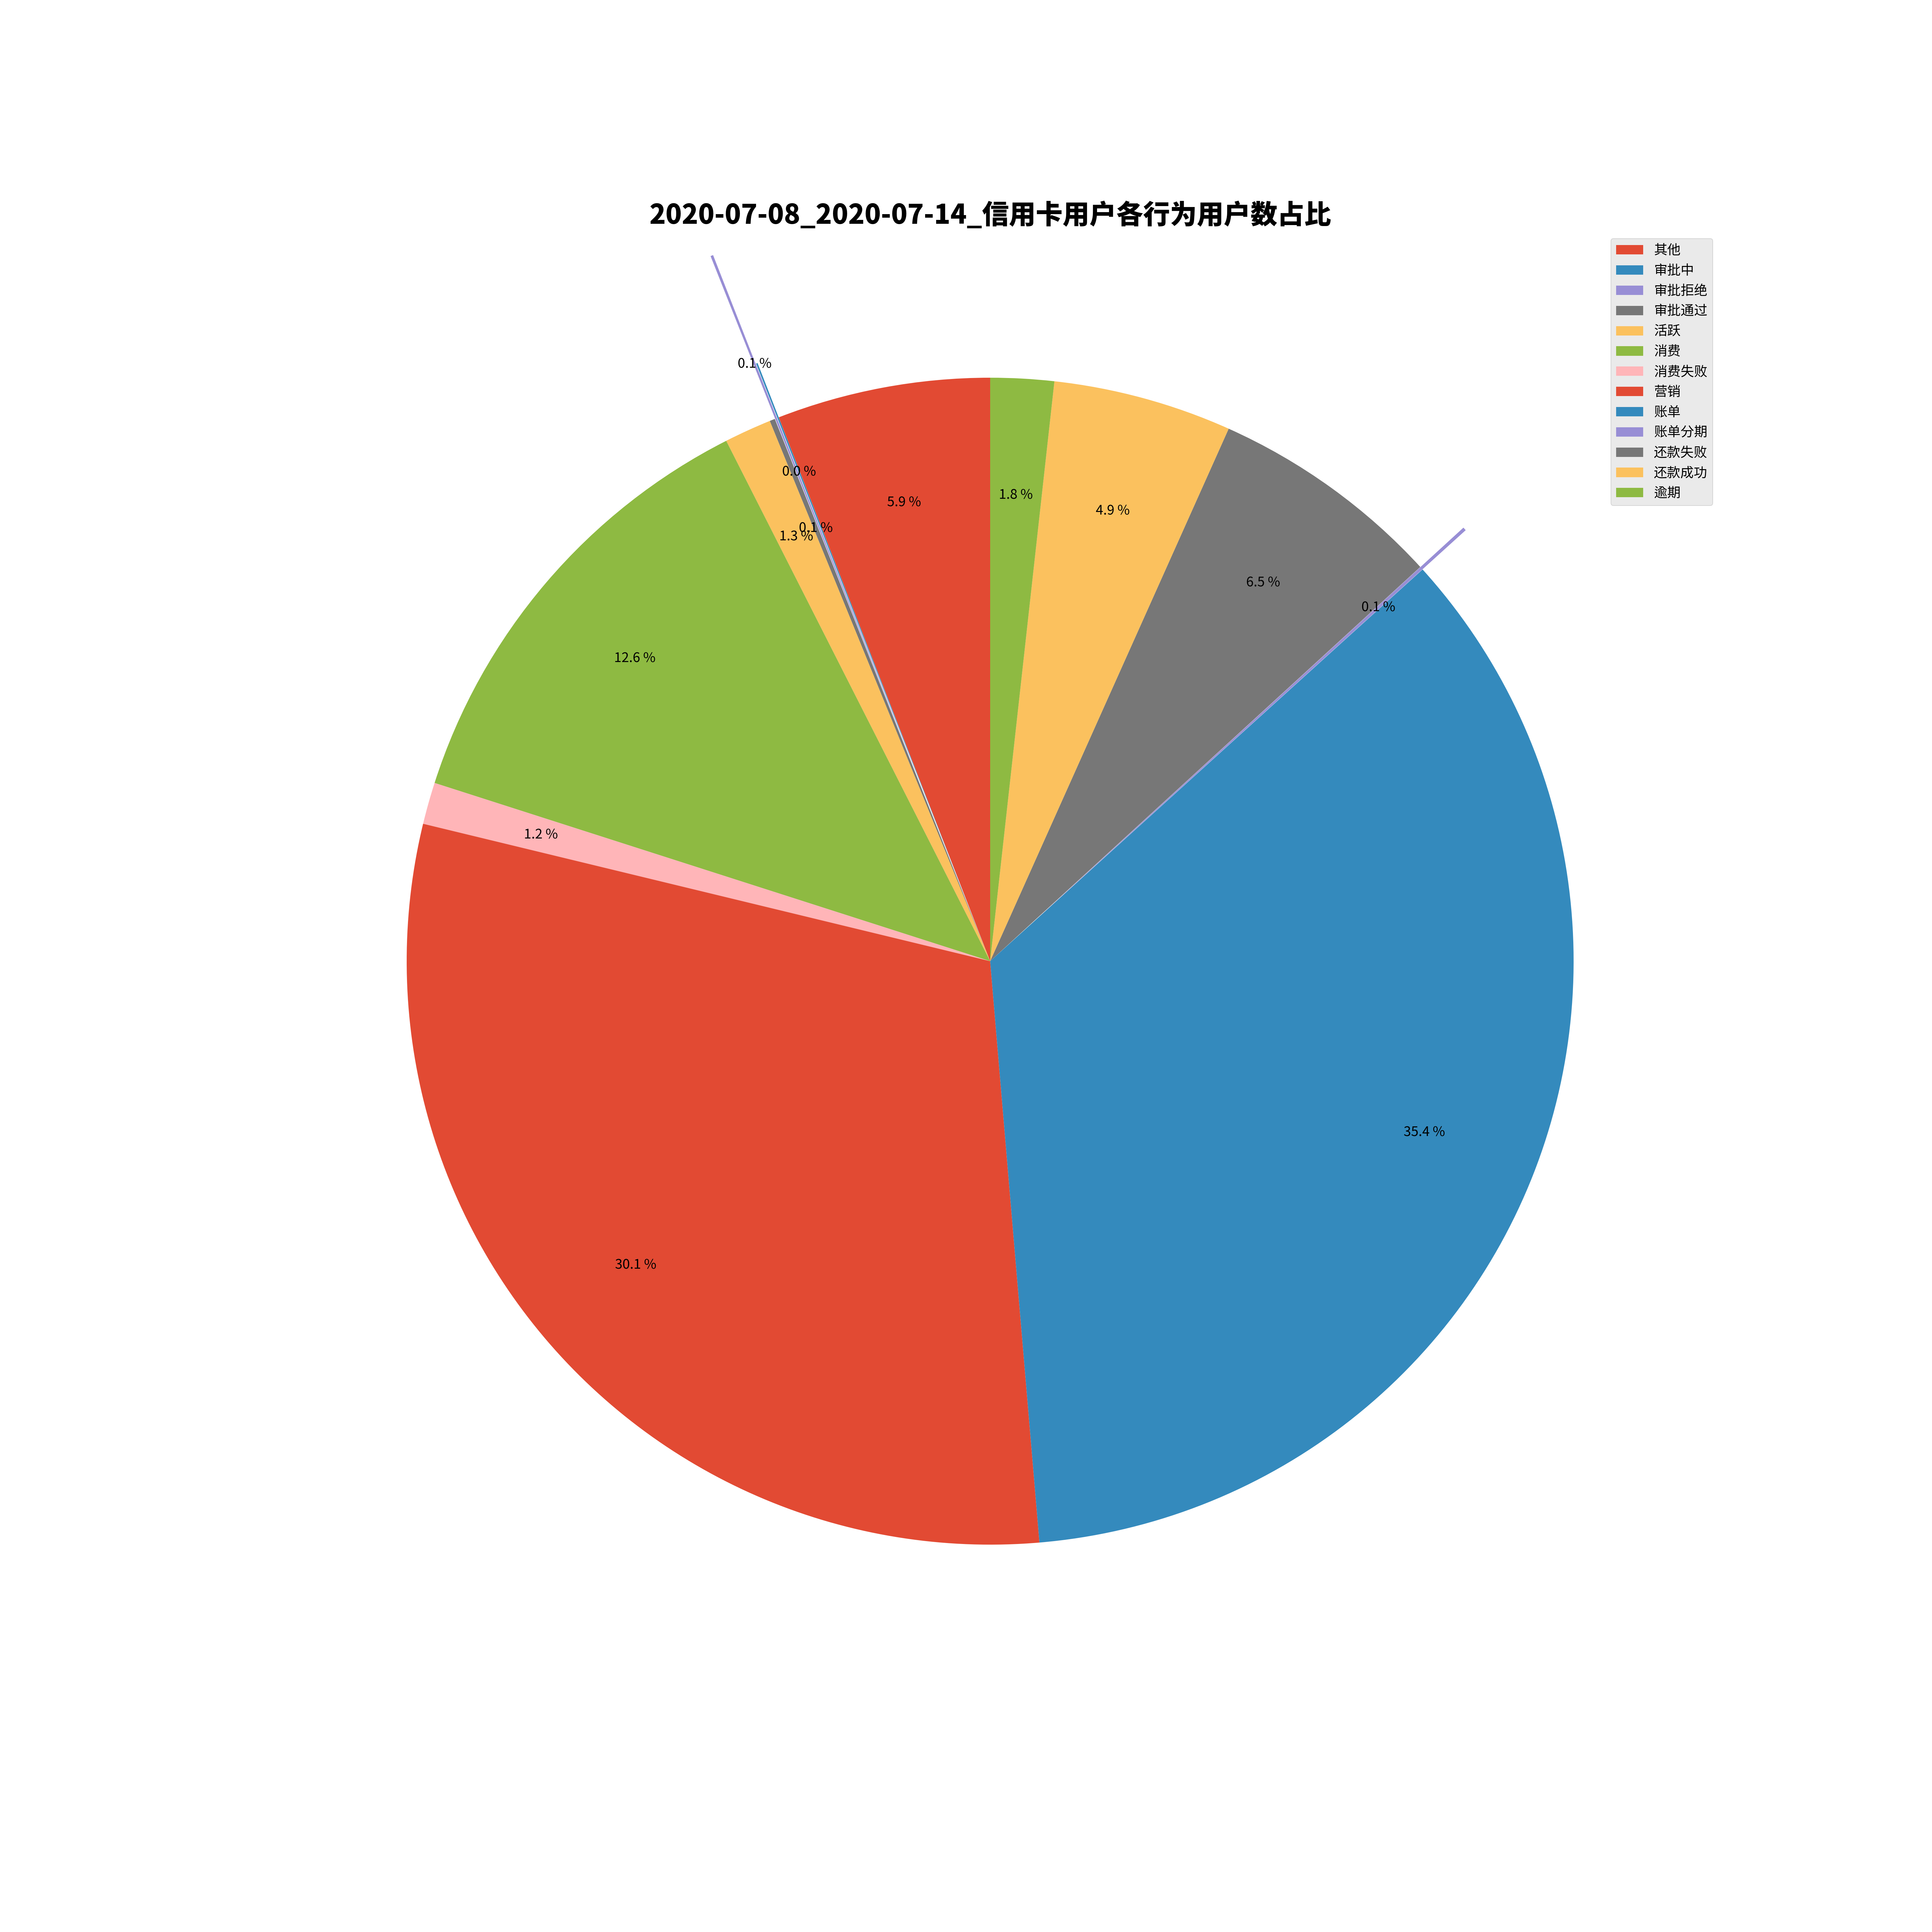 2020-07-08_2020-07-14_信用卡用户各行为用户数占比
其他
审批中
审批拒绝
审批通过
活跃
消费
消费失败
营销
账单
账单分期
还款失败
还款成功
逾期
0.1 %
0.0 %
5.9 %
1.8 %
4.9 %
0.1 %
1.3 %
6.5 %
0.1 %
12.6 %
1.2 %
35.4 %
30.1 %